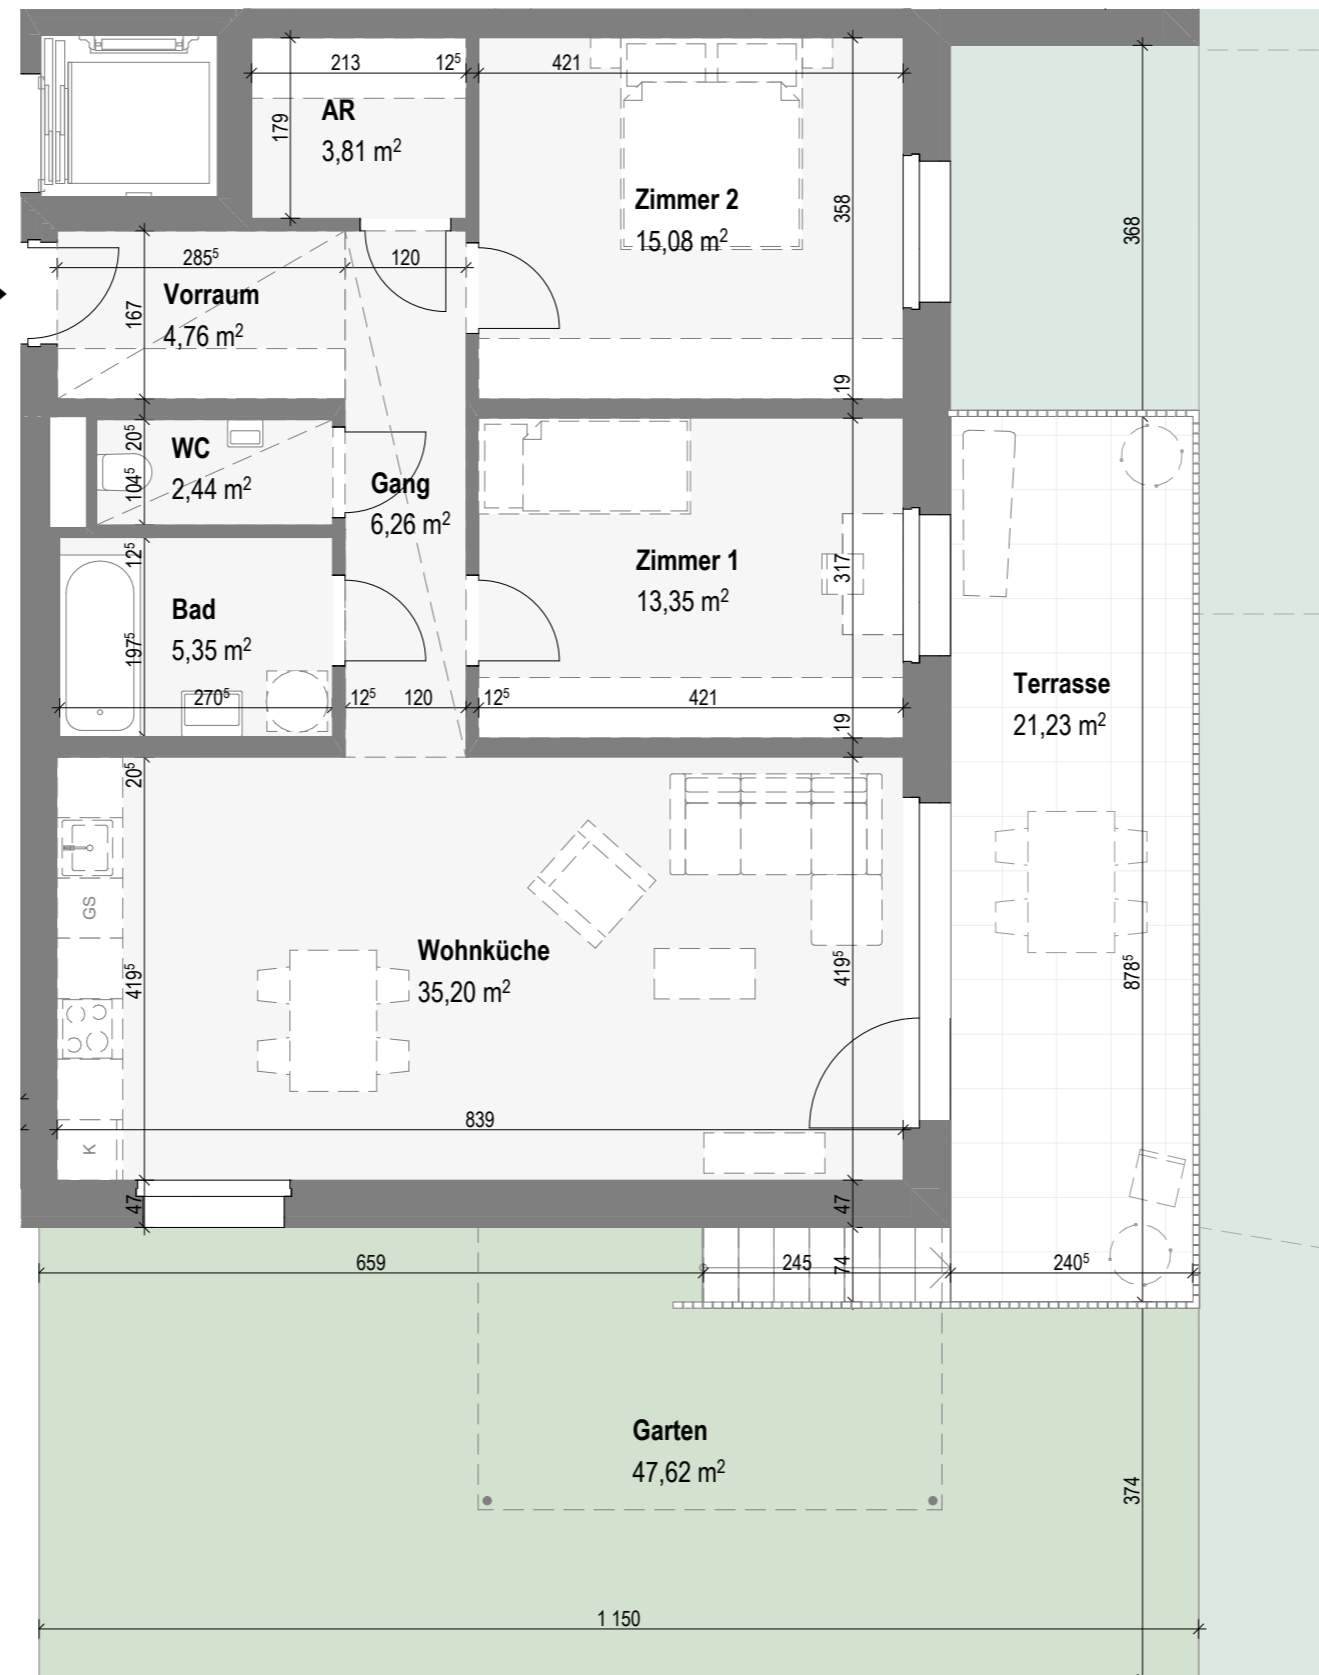 213
12⁵
421
AR
3,81 m²
179
Zimmer 2
15,08 m²
358
368
285⁵
120
Vorraum
4,76 m²
167
19
WC
2,44 m²
20⁵
104⁵
Gang
6,26 m²
Zimmer 1
13,35 m²
317
12⁵
Bad
5,35 m²
197⁵
270⁵
12⁵
120
12⁵
421
19
Terrasse
21,23 m²
20⁵
GS
Wohnküche
35,20 m²
419⁵
419⁵
878⁵
839
K
47
47
659
245
74
240⁵
Garten
47,62 m²
374
1 150